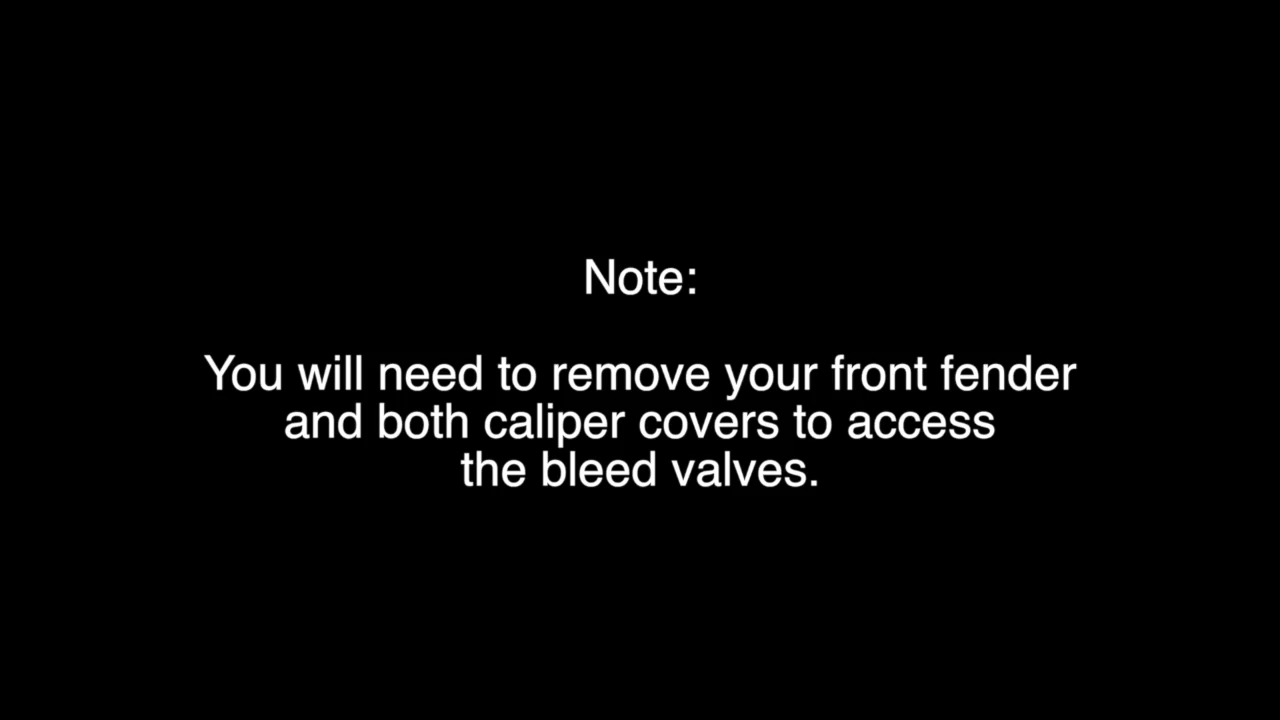 Note:
You will need to remove your front fender
and both caliper covers to access
the bleed valves.